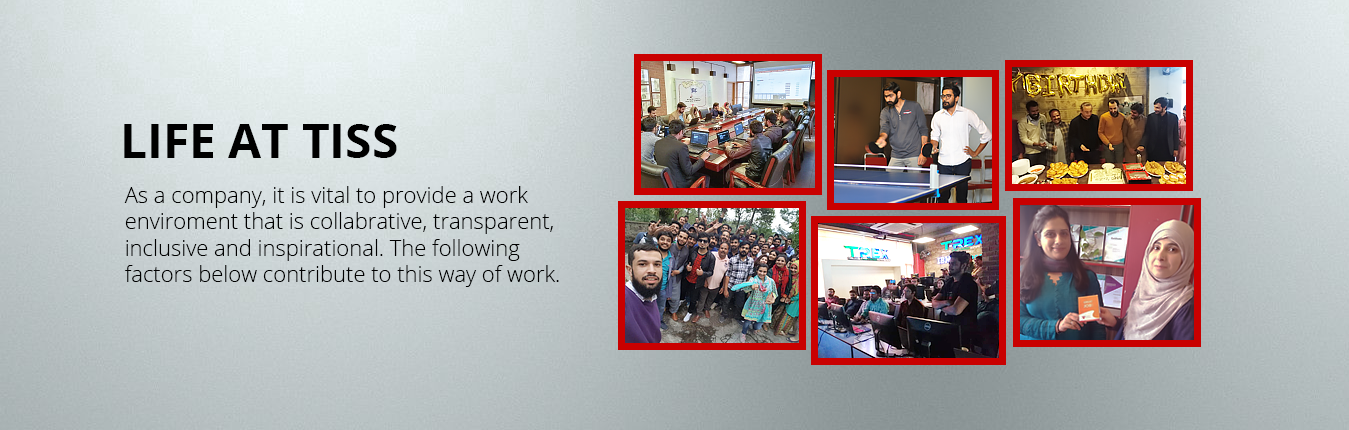 LIFE AT TISS
As a company, it is vital to provide a work
enviroment that is collabrative, transparent,
inclusive and inspirational. The following
factors below contribute to this way of work.
BIRTHDAY
TREX
TREX